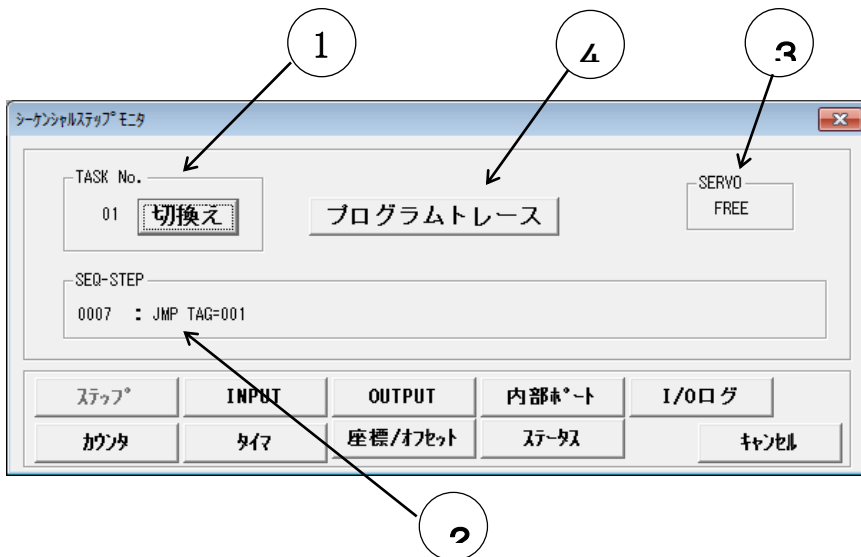 1
4
3
シーケンシャルステップモニタ
TASK No.
01 切換え
プログラムトレース
SERVO
FREE
SEQ-STEP
0007 : JMP TAG=001
ステップ INPUT OUTPUT 内部ポート I/Oログ
カウンタ タイマ 座標/オフセット ステータス キャンセル
2